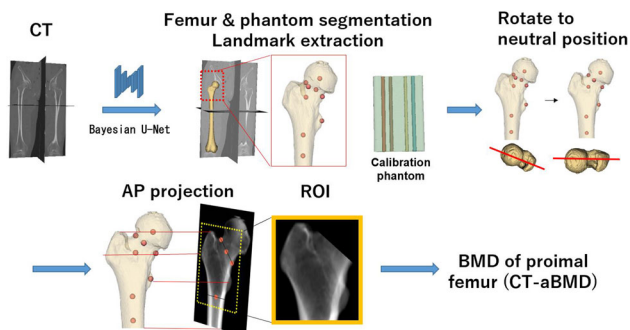 CT
Bayesian U-Net
Femur & phantom segmentation
Landmark extraction
Calibration
phantom
Rotate to
neutral position
AP projection
ROI
BMD of proimal
femur (CT-aBMD)